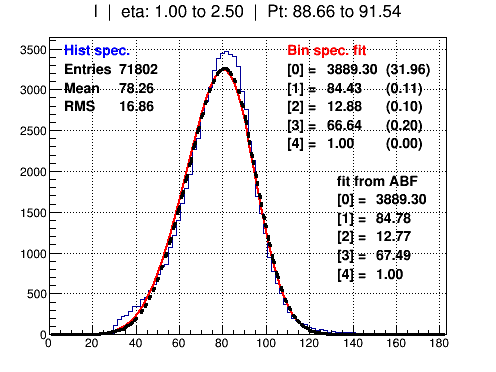 I | eta: 1.00 to 2.50 | Pt: 88.66 to 91.54
Hist spec.
Entries 71802
Mean 78.26
RMS 16.86
Bin spec. fit
[0] = 3889.30 (31.96)
[1] = 84.43 (0.11)
[2] = 12.88 (0.10)
[3] = 66.64 (0.20)
[4] = 1.00 (0.00)
fit from ABF
[0] = 3889.30
[1] = 84.78
[2] = 12.77
[3] = 67.49
[4] = 1.00
3500
3000
2500
2000
1500
1000
500
0
0 20 40 60 80 100 120 140 160 180